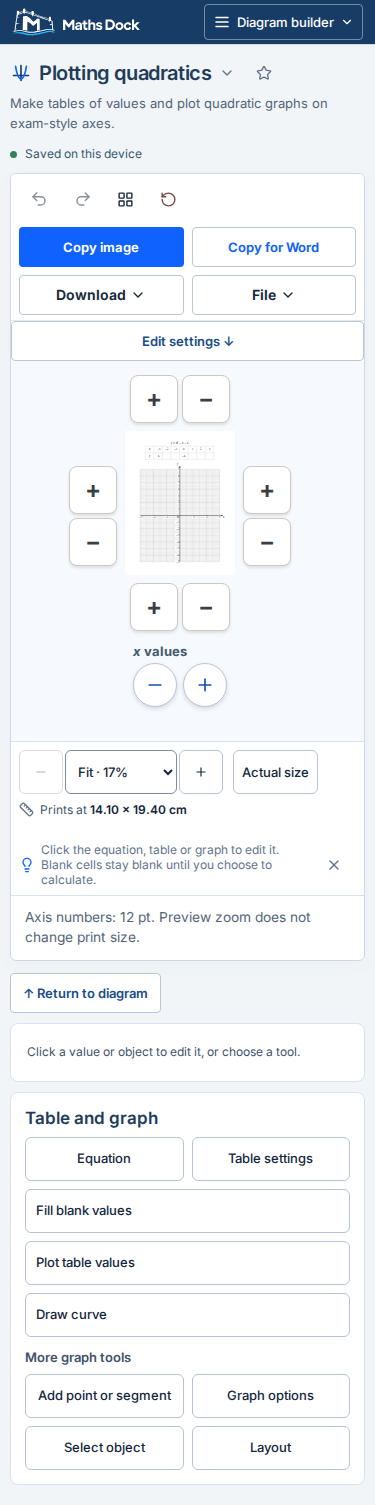 Maths Dock
Diagram builder
Plotting quadratics
Make tables of values and plot quadratic graphs on
exam-style axes.
Saved on this device
Copy image
Copy for Word
Download
File
Edit settings ↓
+ −
+ +
− −
+ −
x values
− +
− Fit · 17% + Actual size
Prints at 14.10 × 19.40 cm
Click the equation, table or graph to edit it.
Blank cells stay blank until you choose to
calculate.
Axis numbers: 12 pt. Preview zoom does not
change print size.
↑ Return to diagram
Click a value or object to edit it, or choose a tool.
Table and graph
Equation
Table settings
Fill blank values
Plot table values
Draw curve
More graph tools
Add point or segment
Graph options
Select object
Layout